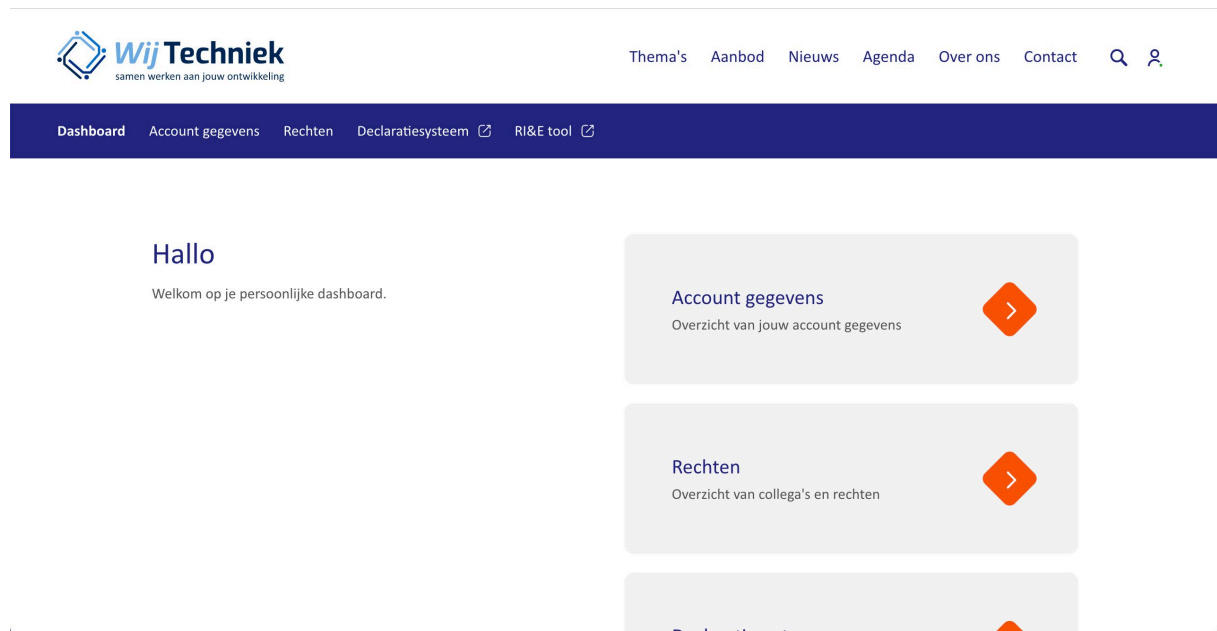 Wij Techniek
samen werken aan jouw ontwikkeling
Thema's Aanbod Nieuws Agenda Over ons Contact
Dashboard Account gegevens Rechten Declaratiesysteem RI&E tool
Hallo
Welkom op je persoonlijke dashboard.
Account gegevens
Overzicht van jouw account gegevens
Rechten
Overzicht van collega's en rechten